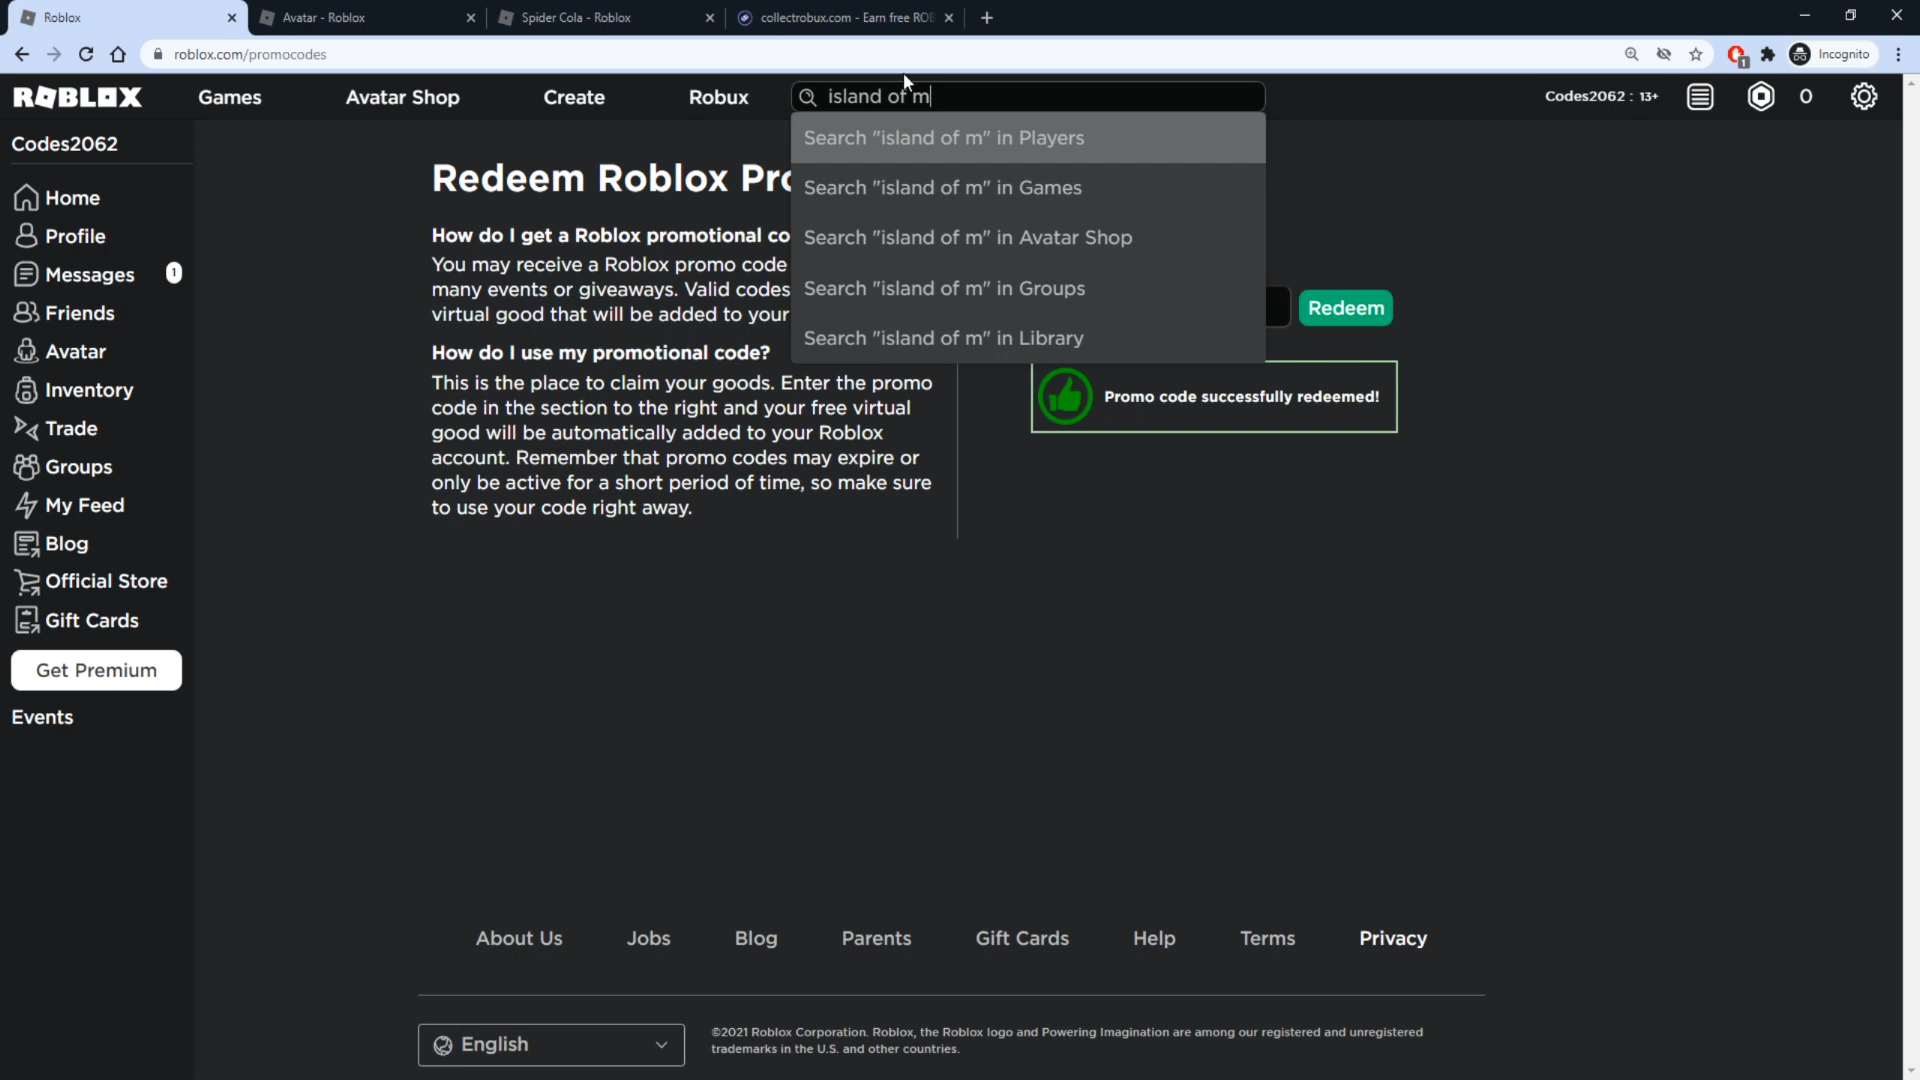 Roblox
Avatar - Roblox
Spider Cola - Roblox
collectrobux.com - Earn free ROB
roblox.com/promocodes
1
Incognito
ROBLOX
Games
Avatar Shop
Create
Robux
island of m
Codes2062 : 13+
0
Codes2062
Search "island of m" in Players
Search "island of m" in Games
Search "island of m" in Avatar Shop
Search "island of m" in Groups
Search "island of m" in Library
Home
Profile
Messages
1
Friends
Avatar
Inventory
Trade
Groups
My Feed
Blog
Official Store
Gift Cards
Get Premium
Events
Redeem Roblox Pro
How do I get a Roblox promotional co
You may receive a Roblox promo code
many events or giveaways. Valid codes
virtual good that will be added to your
How do I use my promotional code?
This is the place to claim your goods. Enter the promo
code in the section to the right and your free virtual
good will be automatically added to your Roblox
account. Remember that promo codes may expire or
only be active for a short period of time, so make sure
to use your code right away.
Redeem
Promo code successfully redeemed!
About Us
Jobs
Blog
Parents
Gift Cards
Help
Terms
Privacy
English
©2021 Roblox Corporation. Roblox, the Roblox logo and Powering Imagination are among our registered and unregistered
trademarks in the U.S. and other countries.